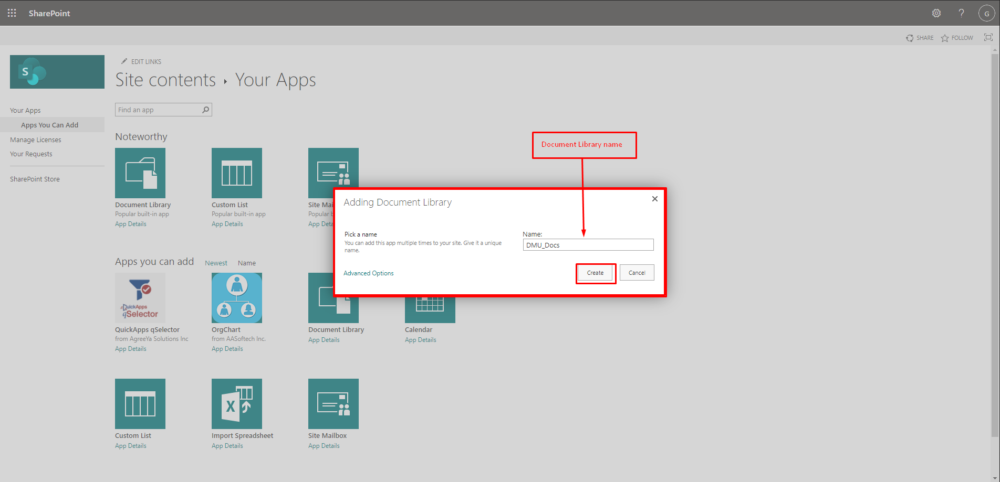 SharePoint
?
G
SHARE
FOLLOW
S
EDIT LINKS
Site contents ▸ Your Apps
Find an app
Your Apps
Apps You Can Add
Manage Licenses
Your Requests
SharePoint Store
Noteworthy
Document Library
Popular built-in app
App Details
Custom List
Popular built-in app
App Details
Site Mai
Popular b
App Deta
Document Library name
Adding Document Library
Pick a name
You can add this app multiple times to your site. Give it a unique
name.
Name:
DMU_Docs
Advanced Options
Create
Cancel
Apps you can add
Newest
Name
QuickApps
qSelector
QuickApps qSelector
from AgreeYa Solutions Inc
App Details
OrgChart
from AASoftech Inc.
App Details
Document Library
App Details
Calendar
App Details
Custom List
App Details
X
Import Spreadsheet
App Details
Site Mailbox
App Details